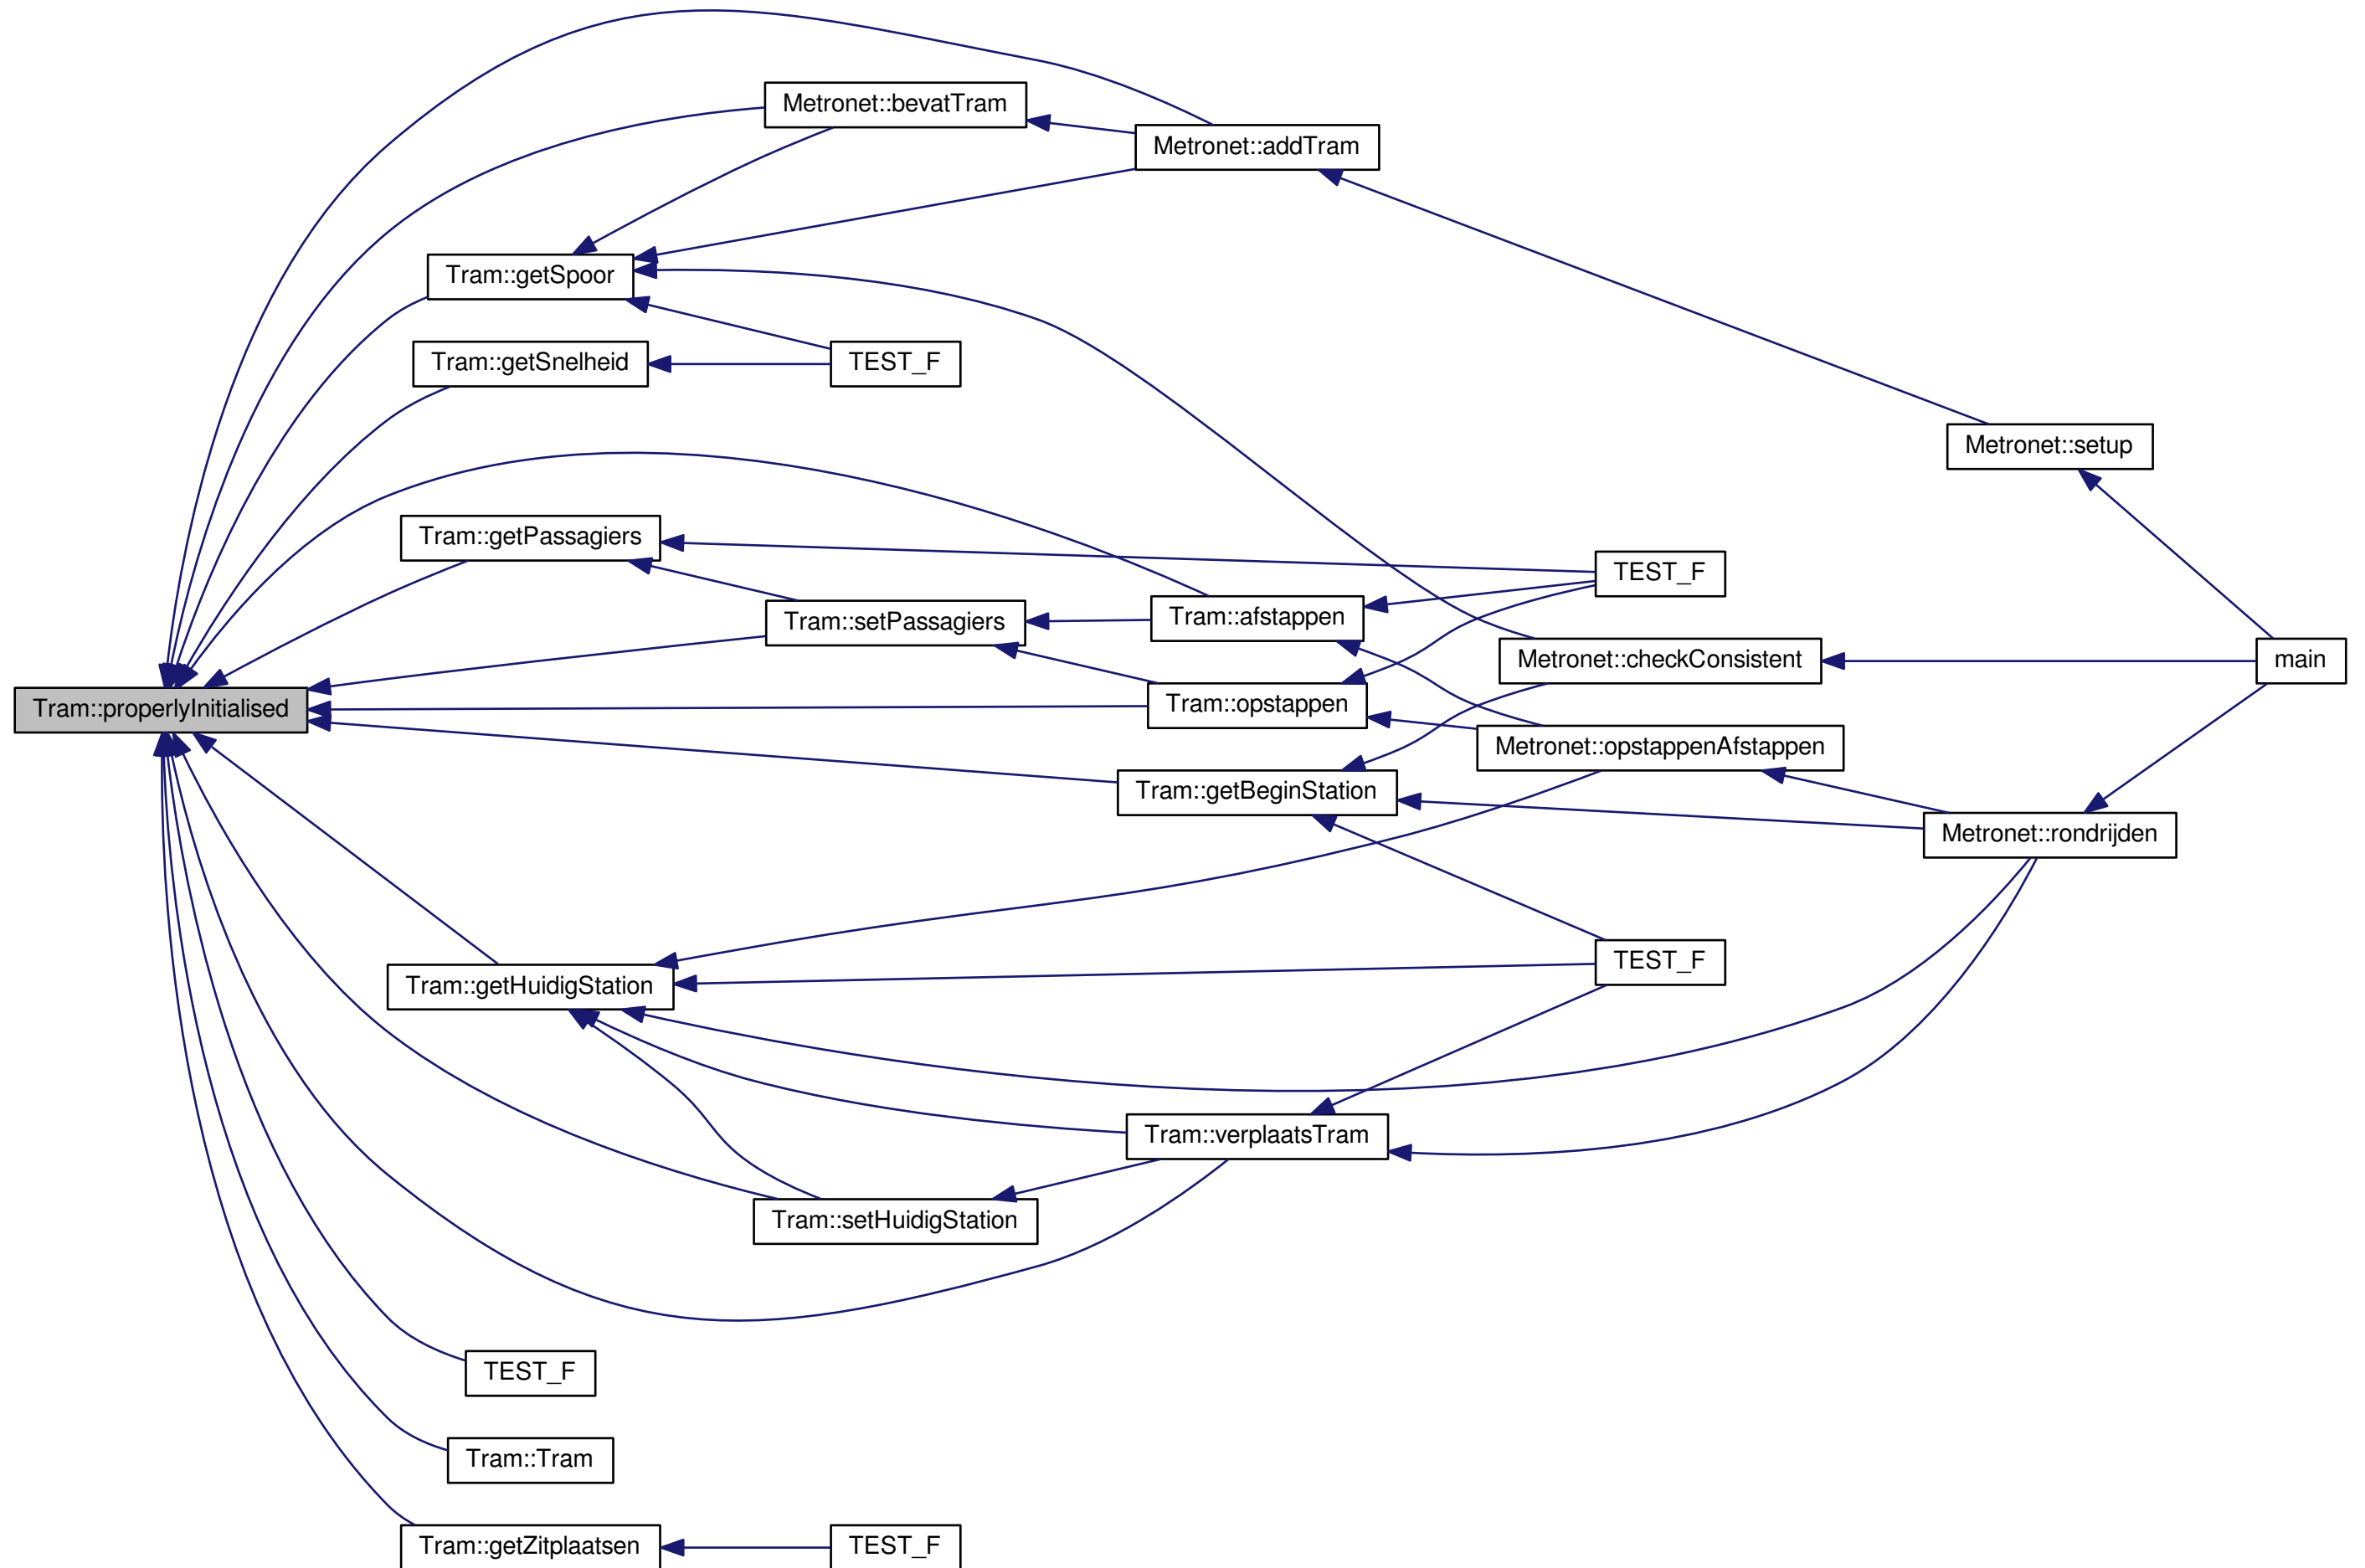 Metronet::bevatTram
Metronet::addTram
Tram::getSpoor
Tram::getSnelheid
TEST_F
Metronet::setup
Tram::getPassagiers
TEST_F
Tram::setPassagiers
Tram::afstappen
Metronet::checkConsistent
main
Tram::properlyInitialised
Tram::opstappen
Metronet::opstappenAfstappen
Tram::getBeginStation
Metronet::rondrijden
TEST_F
Tram::getHuidigStation
Tram::verplaatsTram
Tram::setHuidigStation
TEST_F
Tram::Tram
Tram::getZitplaatsen
TEST_F